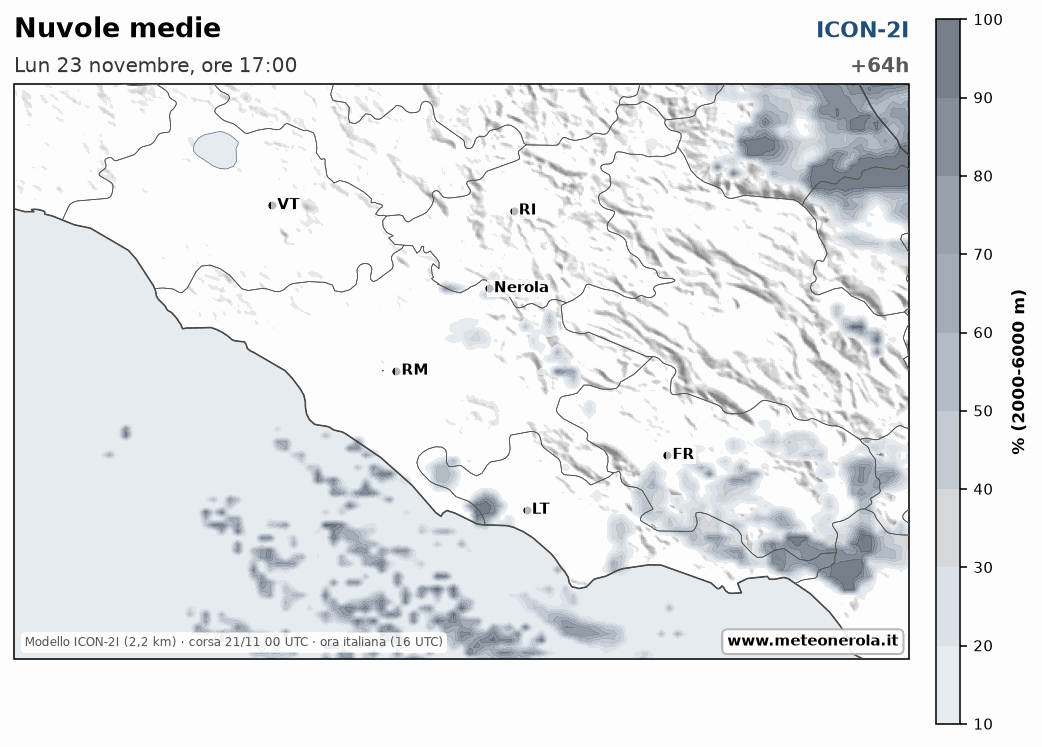 Nuvole medie
ICON-2I
Lun 23 novembre, ore 17:00
+64h
VT
RI
Nerola
RM
FR
LT
Modello ICON-2I (2,2 km) · corsa 21/11 00 UTC · ora italiana (16 UTC)
www.meteonerola.it
100
90
80
70
60
50
40
30
20
10
% (2000-6000 m)